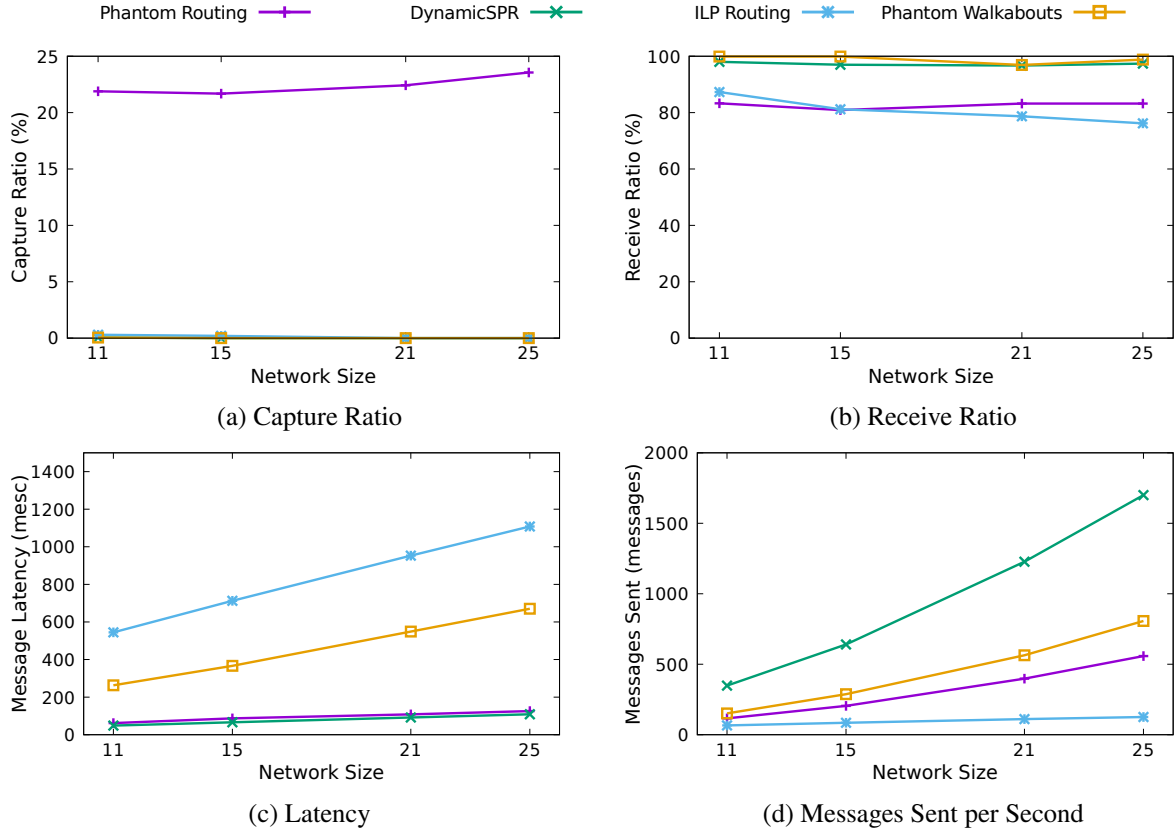 Phantom Routing DynamicSPR ILP Routing Phantom Walkabouts
25
20
15
10
5
0
Capture Ratio (%)
11 15 21 25
Network Size
(a) Capture Ratio
100
80
60
40
20
0
Receive Ratio (%)
11 15 21 25
Network Size
(b) Receive Ratio
1400
1200
1000
800
600
400
200
0
Message Latency (mesc)
11 15 21 25
Network Size
(c) Latency
2000
1500
1000
500
0
Messages Sent (messages)
11 15 21 25
Network Size
(d) Messages Sent per Second